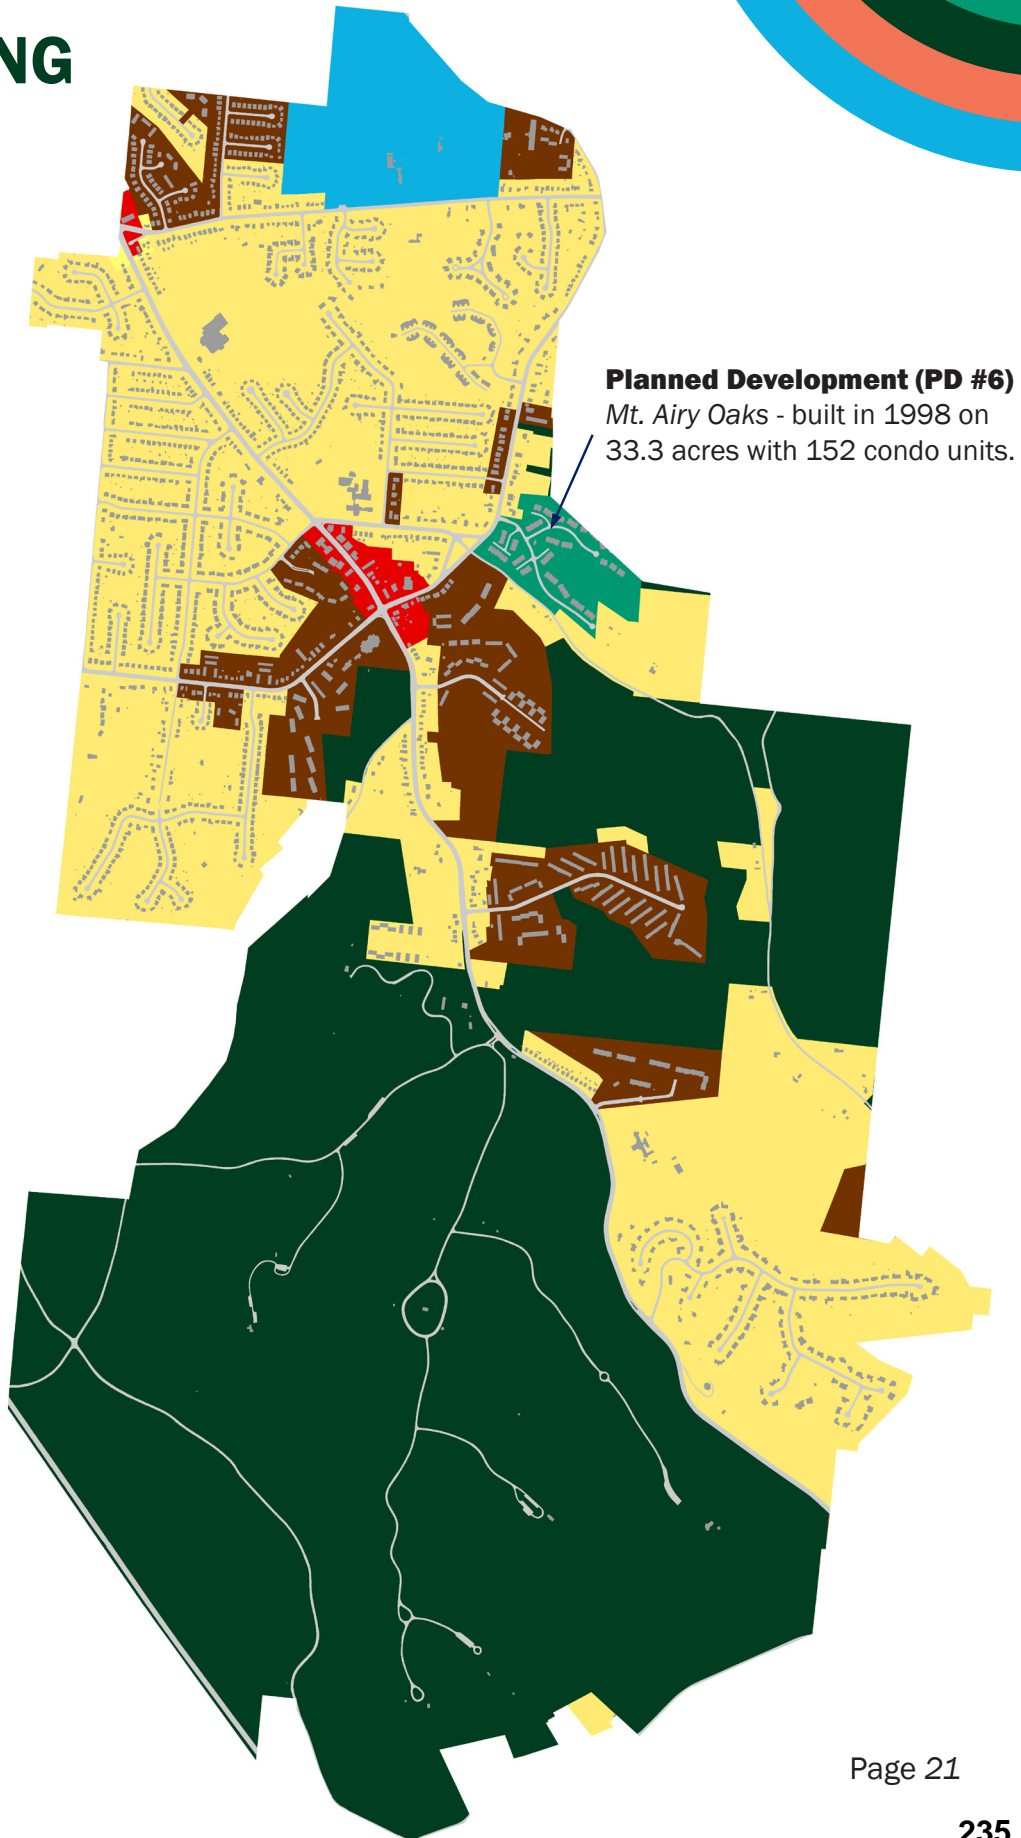 NG
Planned Development (PD #6)
Mt. Airy Oaks - built in 1998 on
33.3 acres with 152 condo units.
Page 21
235